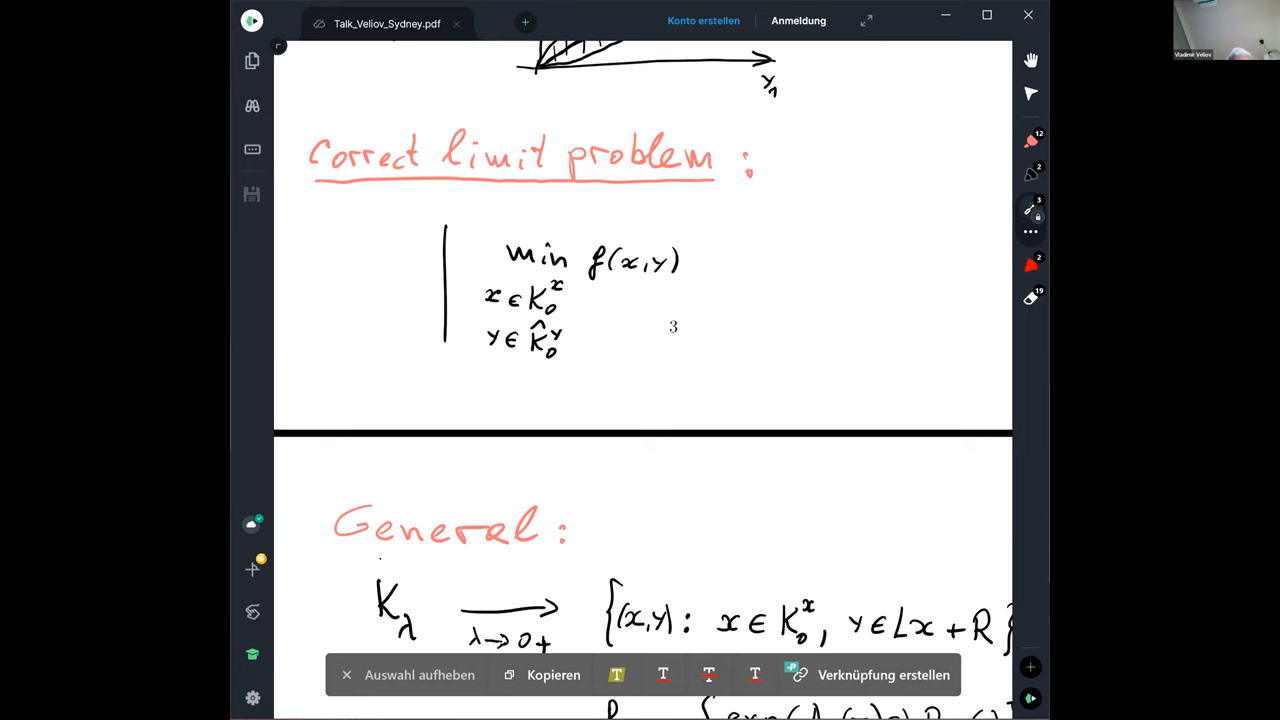 Talk_Veliov_Sydney.pdf
Konto erstellen
Anmeldung
Vladimir Veliov
y₁
Correct limit problem :
min f(x,y)
x ∈ K₀ˣ
y ∈ K̂₀ʸ
3
General :
K_λ ⟶ {(x,y) : x ∈ K₀ˣ, y ∈ Lx + R}
λ → 0+
Auswahl aufheben
Kopieren
Verknüpfung erstellen
12
2
3
2
19